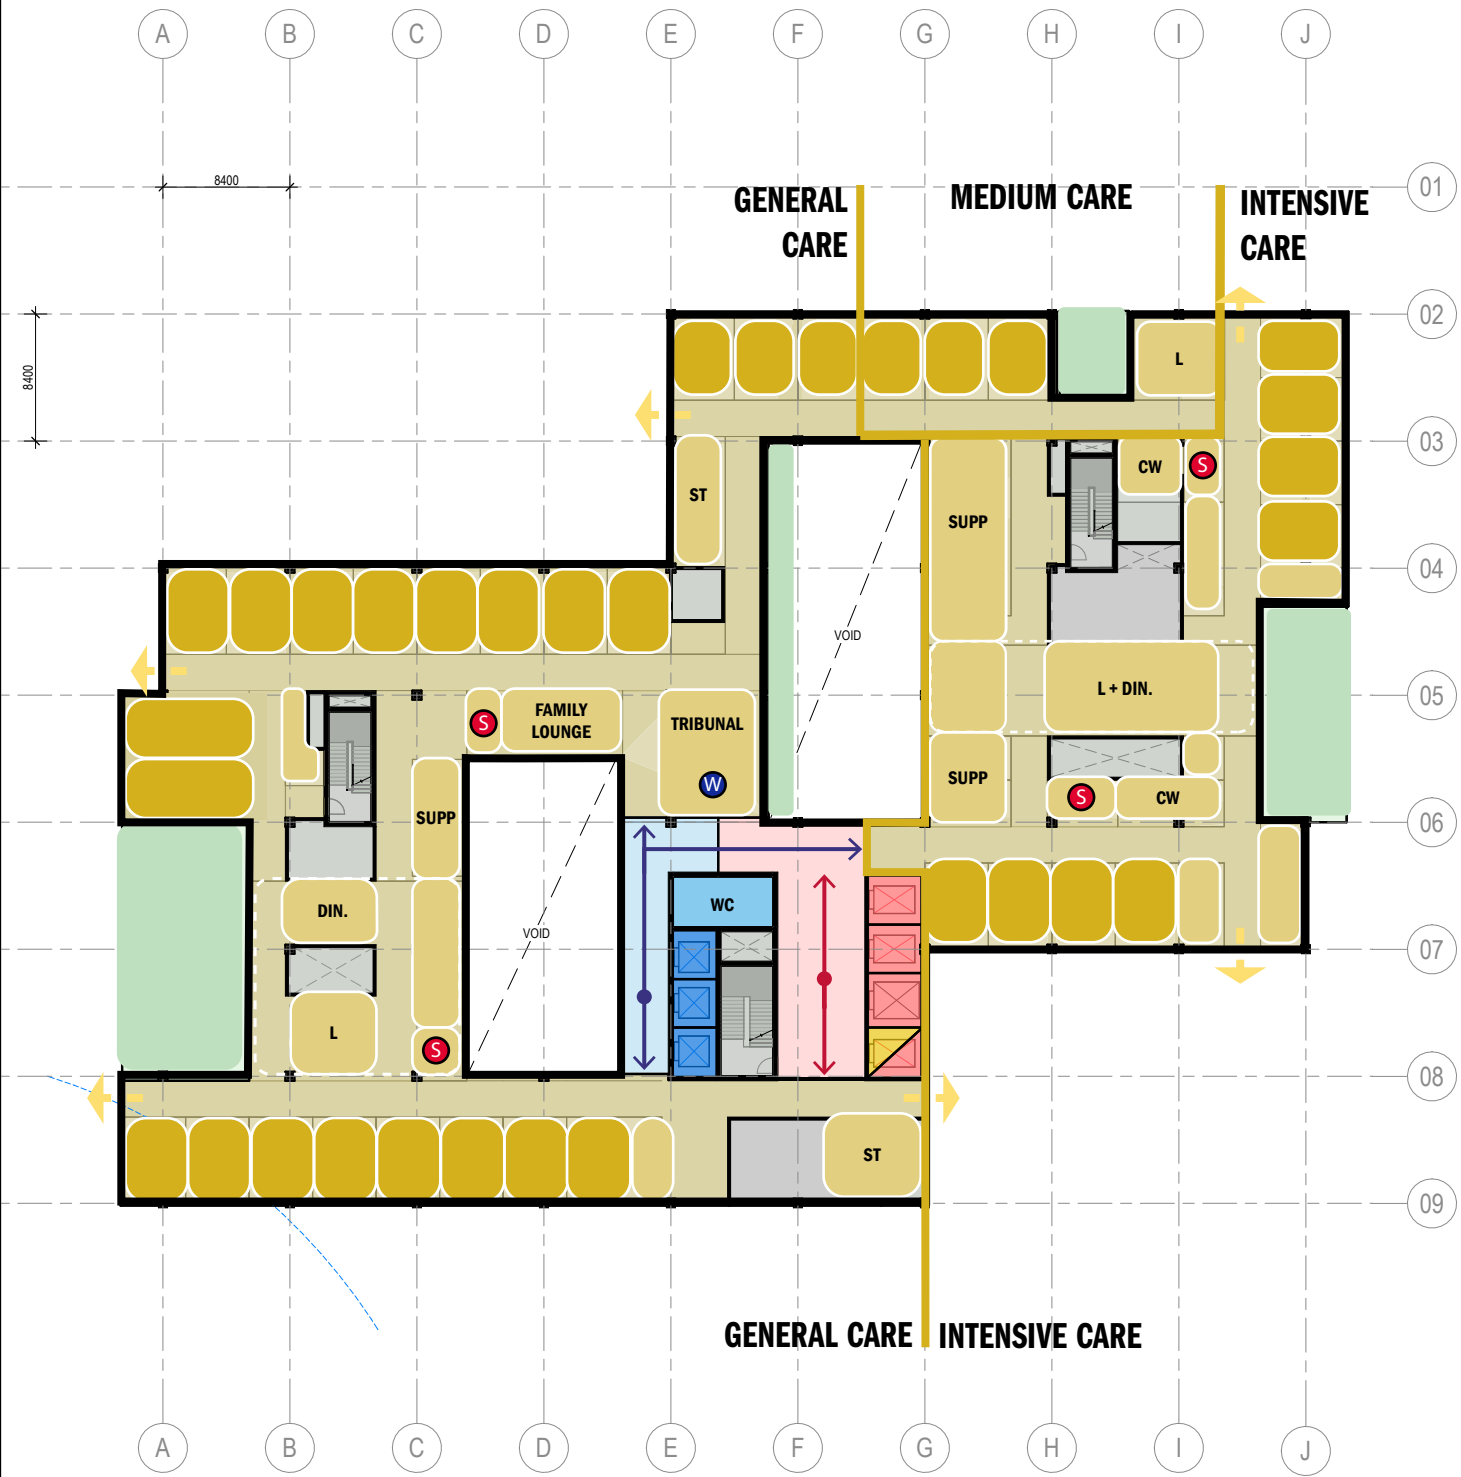 A B C D E F G H I J
8400
01
GENERAL
CARE
MEDIUM CARE
INTENSIVE
CARE
02
8400
L
03
ST
SUPP
CW
S
04
VOID
05
L + DIN.
S
FAMILY
LOUNGE
TRIBUNAL
W
SUPP
S
CW
SUPP
06
DIN.
WC
VOID
07
L
S
08
ST
09
GENERAL CARE
INTENSIVE CARE
A B C D E F G H I J